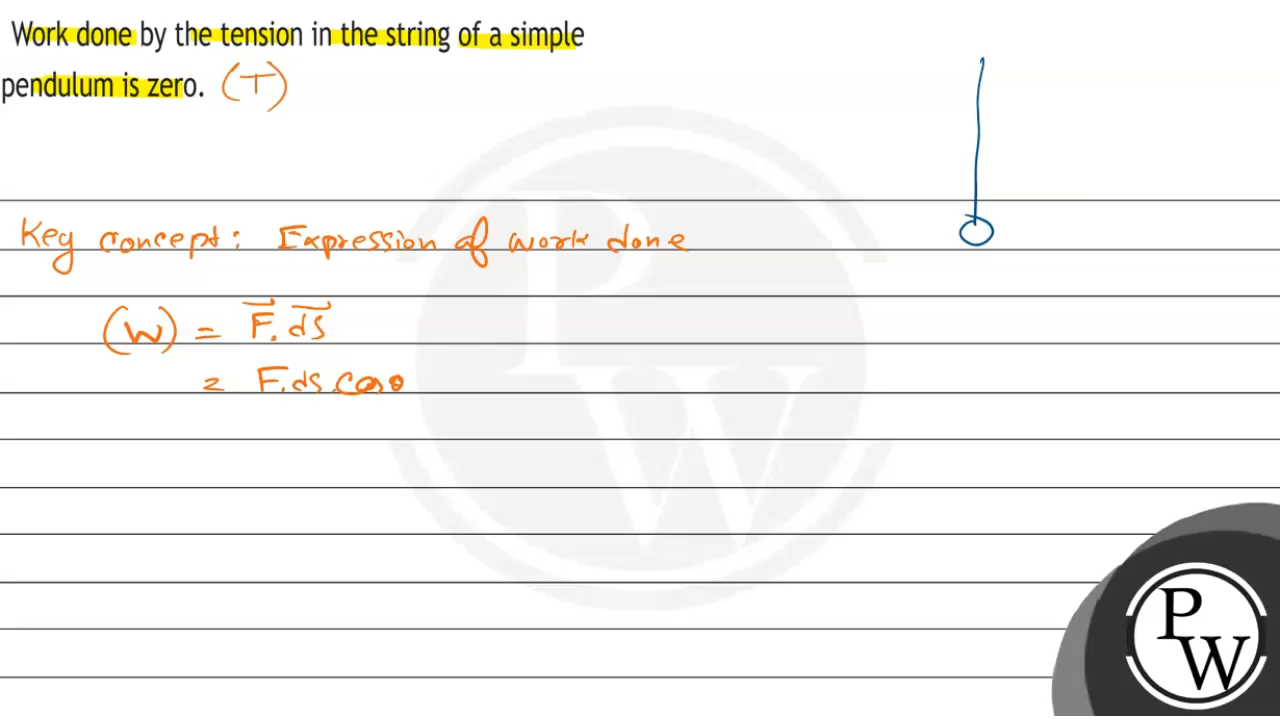 Work done by the tension in the string of a simple
pendulum is zero. (T)
Key concept: Expression of work done
(W) = F⃗. ds⃗
= F.ds.cosθ
P
W
P
W